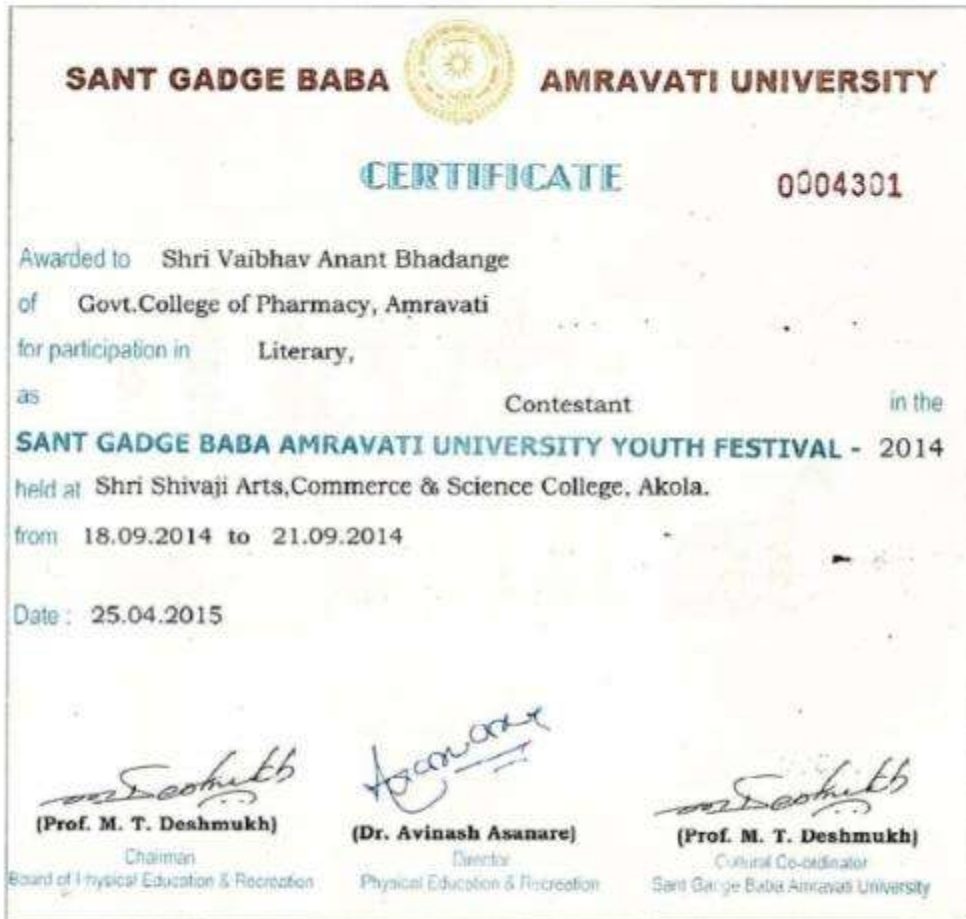 SANT GADGE BABA AMRAVATI UNIVERSITY
CERTIFICATE
0004301
Awarded to Shri Vaibhav Anant Bhadange
of Govt.College of Pharmacy, Amravati
for participation in Literary,
as Contestant in the
SANT GADGE BABA AMRAVATI UNIVERSITY YOUTH FESTIVAL - 2014
held at Shri Shivaji Arts,Commerce & Science College, Akola.
from 18.09.2014 to 21.09.2014
Date : 25.04.2015
(Prof. M. T. Deshmukh) (Dr. Avinash Asanare) (Prof. M. T. Deshmukh)
Chairman Director Cultural Co-ordinator
Board of Physical Education & Recreation Physical Education & Recreation Sant Gadge Baba Amravati University